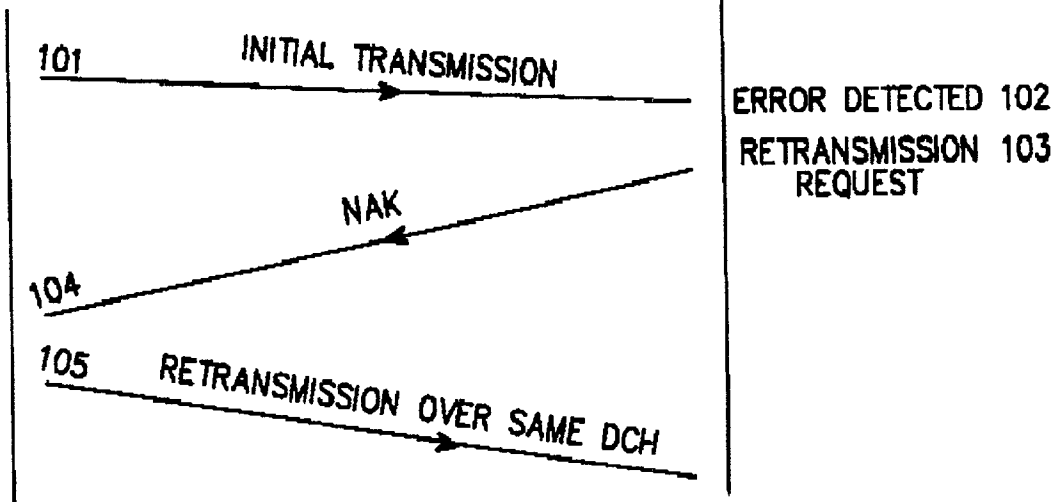 101 INITIAL TRANSMISSION
ERROR DETECTED 102
RETRANSMISSION 103
REQUEST
NAK
104
105 RETRANSMISSION OVER SAME DCH